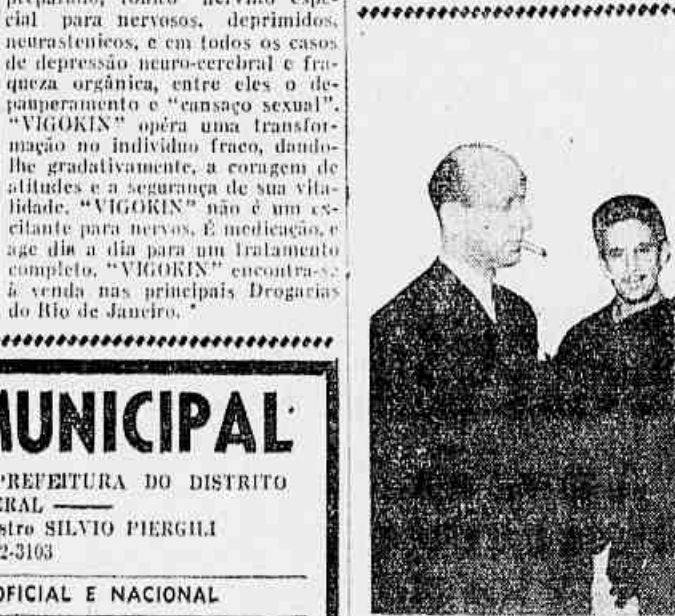 preparado, tônico nervino espe-
cial para nervosos, deprimidos,
neurastenicos, e em todos os casos
de depressão neuro-cerebral e fra-
queza orgânica, entre eles o de-
pauperamento e "cansaço sexual".
"VIGOKIN" opéra uma transfor-
mação no individuo fraco, dando-
lhe gradativamente, a coragem de
atitudes e a segurança de sua vita-
lidade. "VIGOKIN" não é um ex-
citante para nervos. É medicação, e
age dia a dia para um tratamento
completo. "VIGOKIN" encontra-se
à venda nas principais Drogarias
do Rio de Janeiro. *
MUNICIPAL
PREFEITURA DO DISTRITO
ERAL
stro SILVIO PIERGILI
2-3103
OFICIAL E NACIONAL